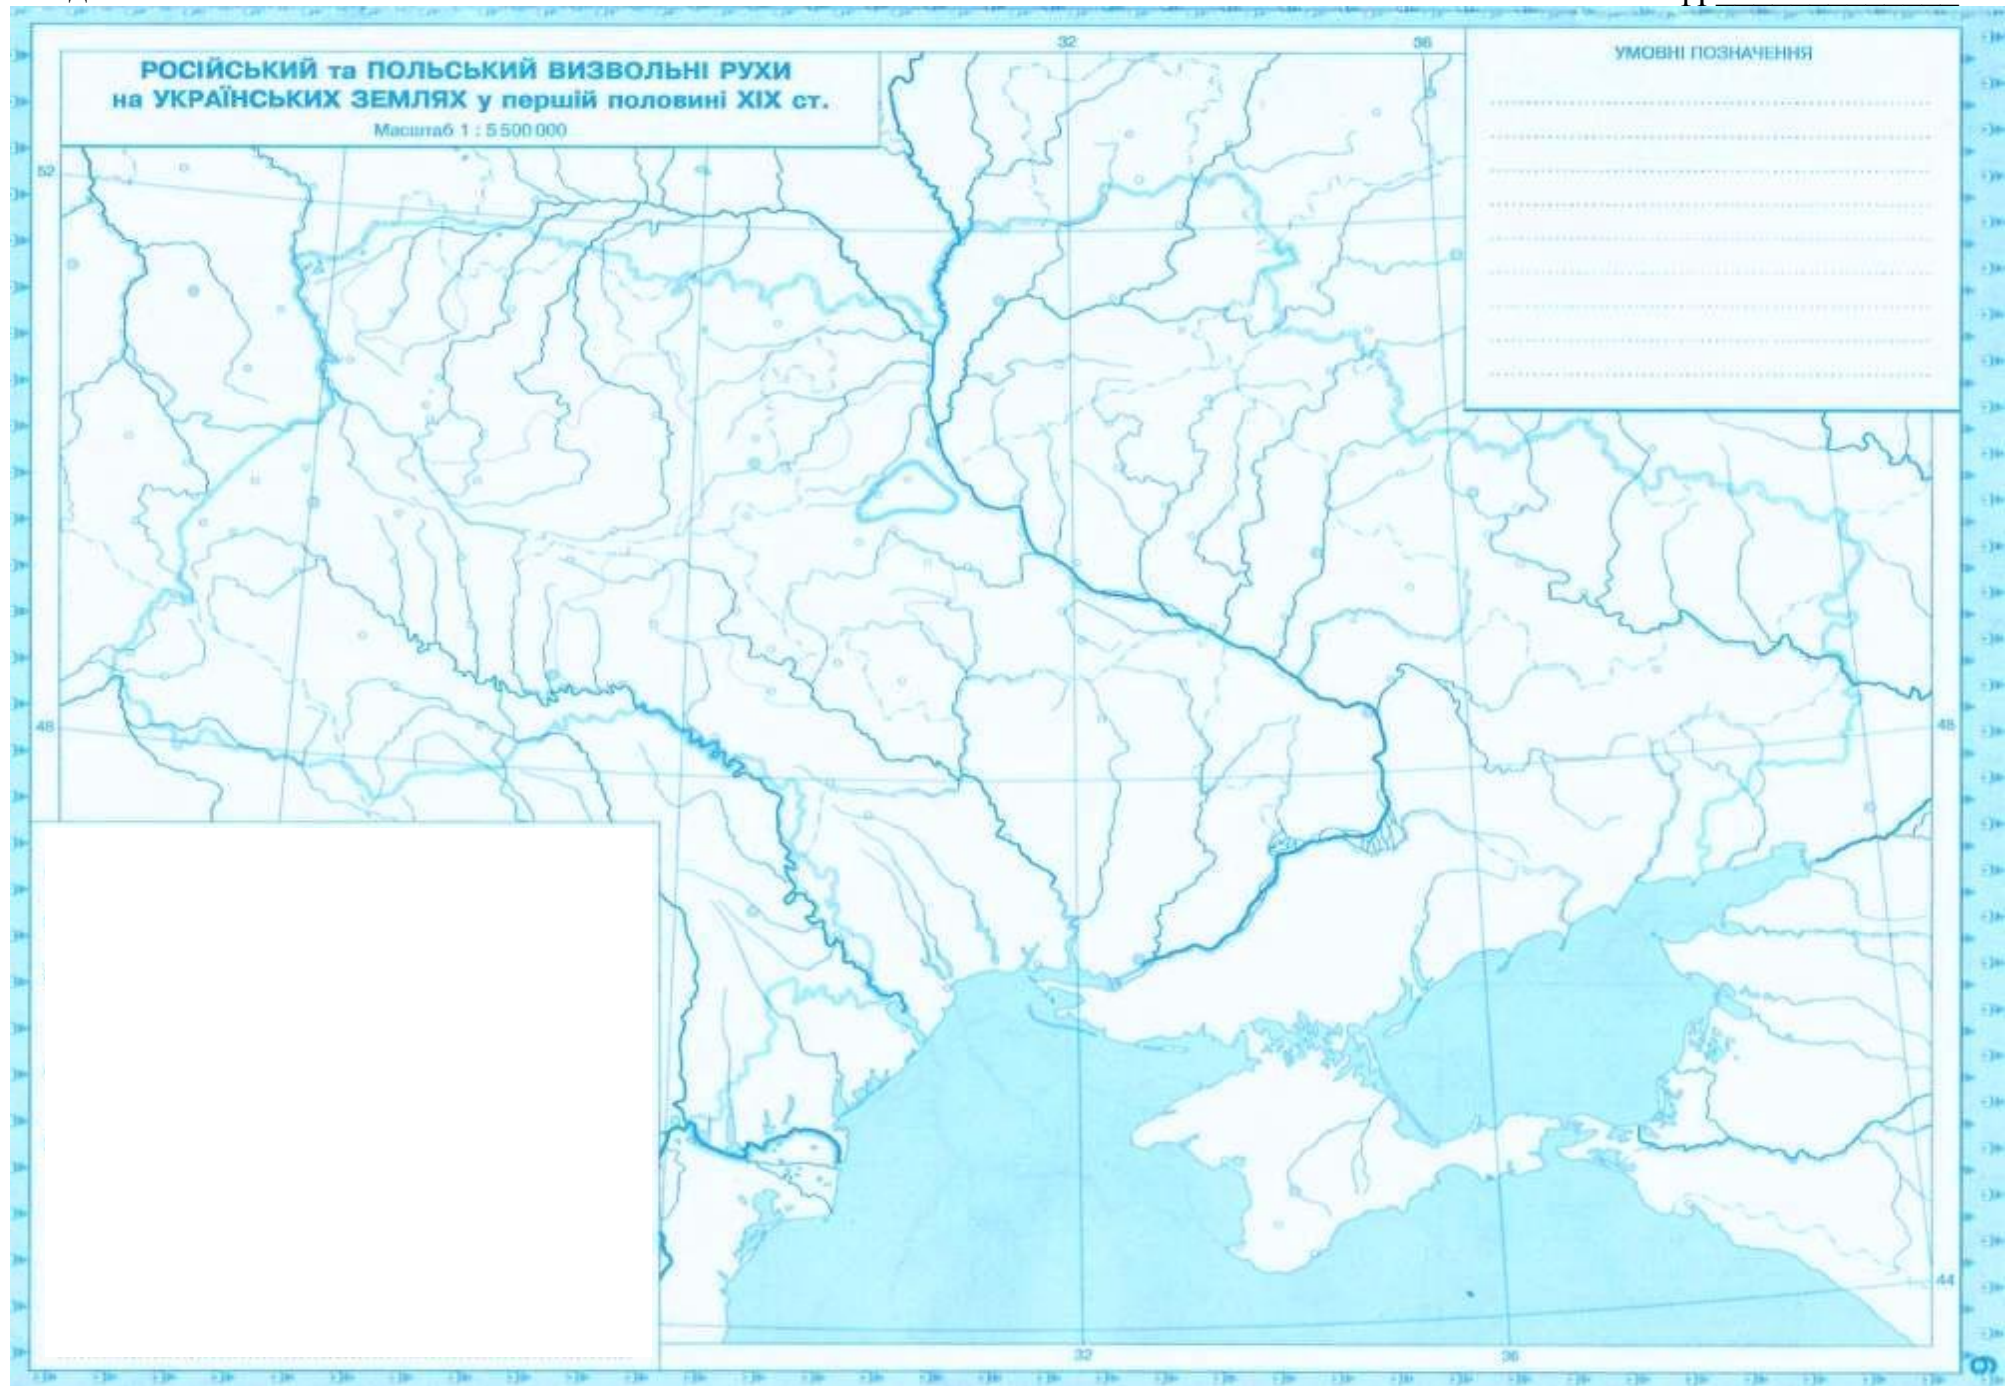 РОСІЙСЬКИЙ та ПОЛЬСЬКИЙ ВИЗВОЛЬНІ РУХИ
на УКРАЇНСЬКИХ ЗЕМЛЯХ у першій половині XIX ст.
Масштаб 1 : 5 500 000
УМОВНІ ПОЗНАЧЕННЯ
32
36
52
48
48
44
32
36
6